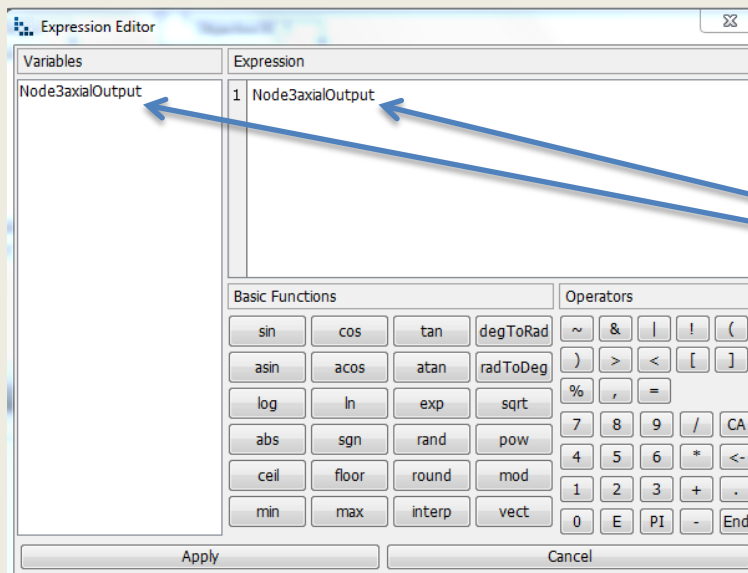 Expression Editor
Variables
Node3axialOutput
Expression
1 Node3axialOutput
Basic Functions
sin cos tan degToRad
asin acos atan radToDeg
log ln exp sqrt
abs sgn rand pow
ceil floor round mod
min max interp vect
Operators
~ & | ! (
) > < [ ]
% , =
7 8 9 / CA
4 5 6 * <-
1 2 3 + .
0 E PI - End
Apply Cancel